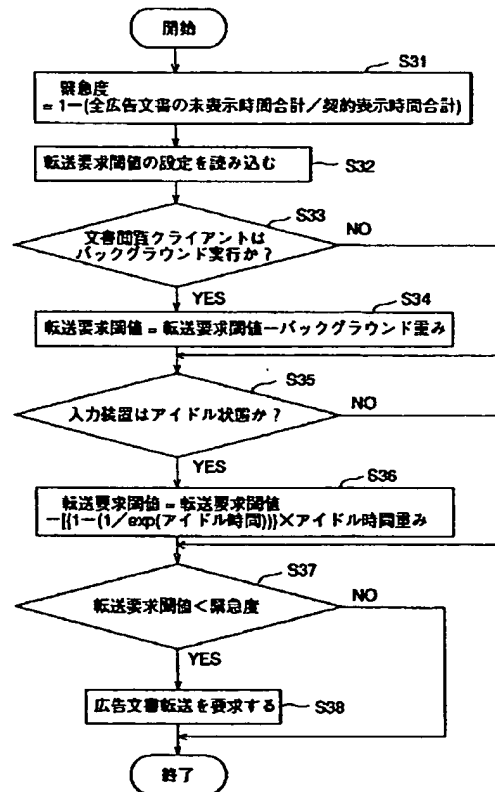 開始
S31
緊急度
＝1－(全広告文書の未表示時間合計／契約表示時間合計)
転送要求閾値の設定を読み込む
S32
S33
文書閲覧クライアントは
バックグラウンド実行か？
NO
YES
S34
転送要求閾値＝転送要求閾値－バックグラウンド重み
S35
入力装置はアイドル状態か？
NO
YES
S36
転送要求閾値＝転送要求閾値
－[{1－(1／exp(アイドル時間))}×アイドル時間重み
S37
転送要求閾値＜緊急度
NO
YES
広告文書転送を要求する
S38
終了